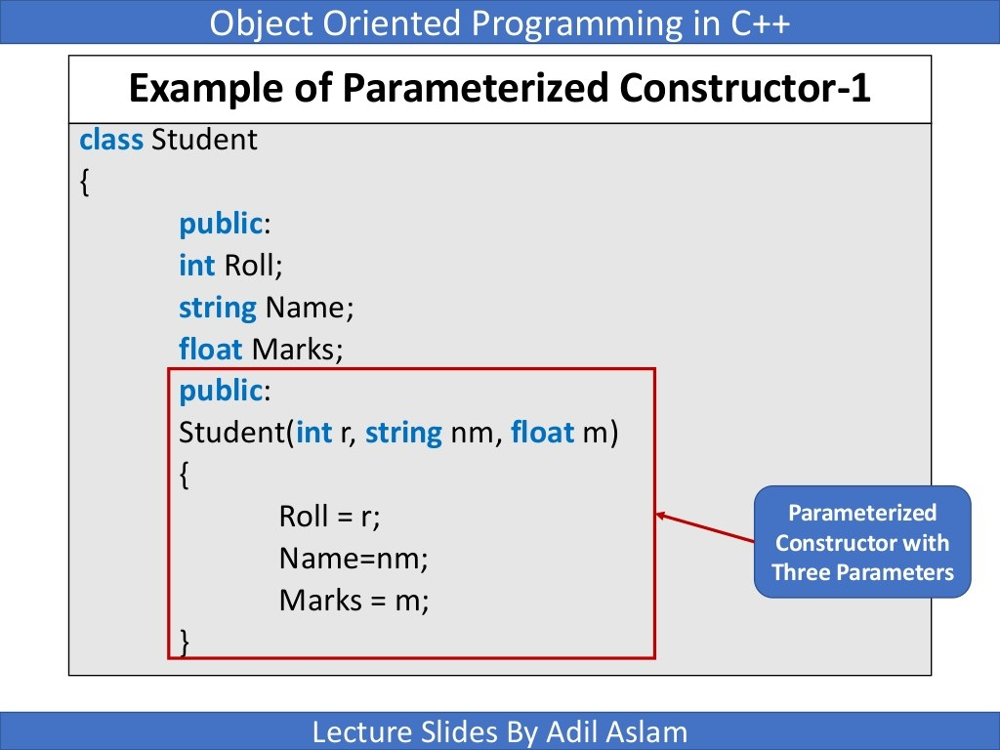 Object Oriented Programming in C++
Example of Parameterized Constructor-1
class Student
{
public:
int Roll;
string Name;
float Marks;
public:
Student(int r, string nm, float m)
{
Roll = r;
Name=nm;
Marks = m;
}
Parameterized
Constructor with
Three Parameters
Lecture Slides By Adil Aslam